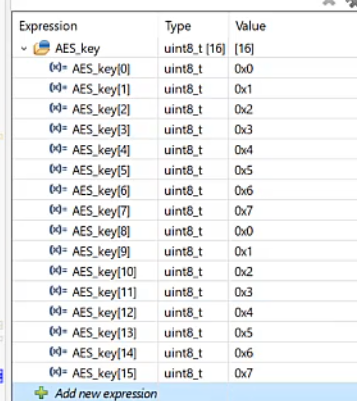 Expression Type Value
AES_key uint8_t [16] [16]
(x)= AES_key[0] uint8_t 0x0
(x)= AES_key[1] uint8_t 0x1
(x)= AES_key[2] uint8_t 0x2
(x)= AES_key[3] uint8_t 0x3
(x)= AES_key[4] uint8_t 0x4
(x)= AES_key[5] uint8_t 0x5
(x)= AES_key[6] uint8_t 0x6
(x)= AES_key[7] uint8_t 0x7
(x)= AES_key[8] uint8_t 0x0
(x)= AES_key[9] uint8_t 0x1
(x)= AES_key[10] uint8_t 0x2
(x)= AES_key[11] uint8_t 0x3
(x)= AES_key[12] uint8_t 0x4
(x)= AES_key[13] uint8_t 0x5
(x)= AES_key[14] uint8_t 0x6
(x)= AES_key[15] uint8_t 0x7
Add new expression